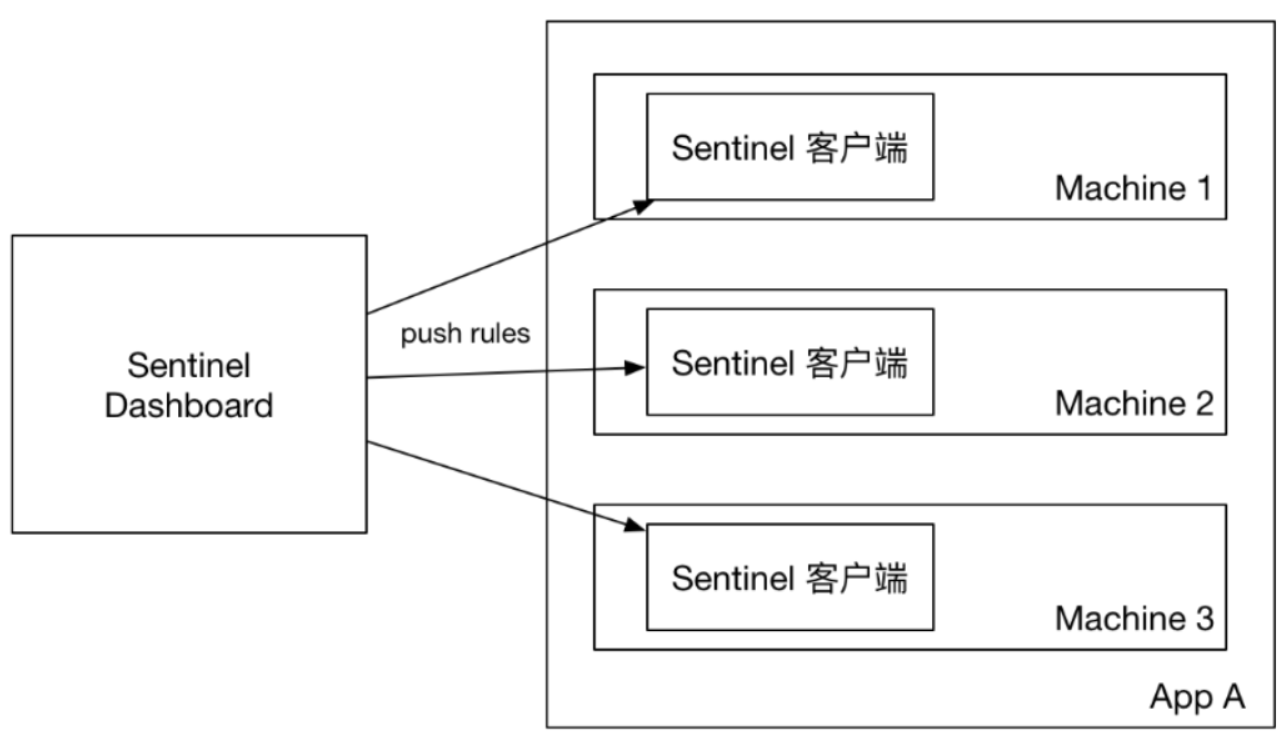 Sentinel
Dashboard
push rules
Sentinel 客户端
Machine 1
Sentinel 客户端
Machine 2
Sentinel 客户端
Machine 3
App A